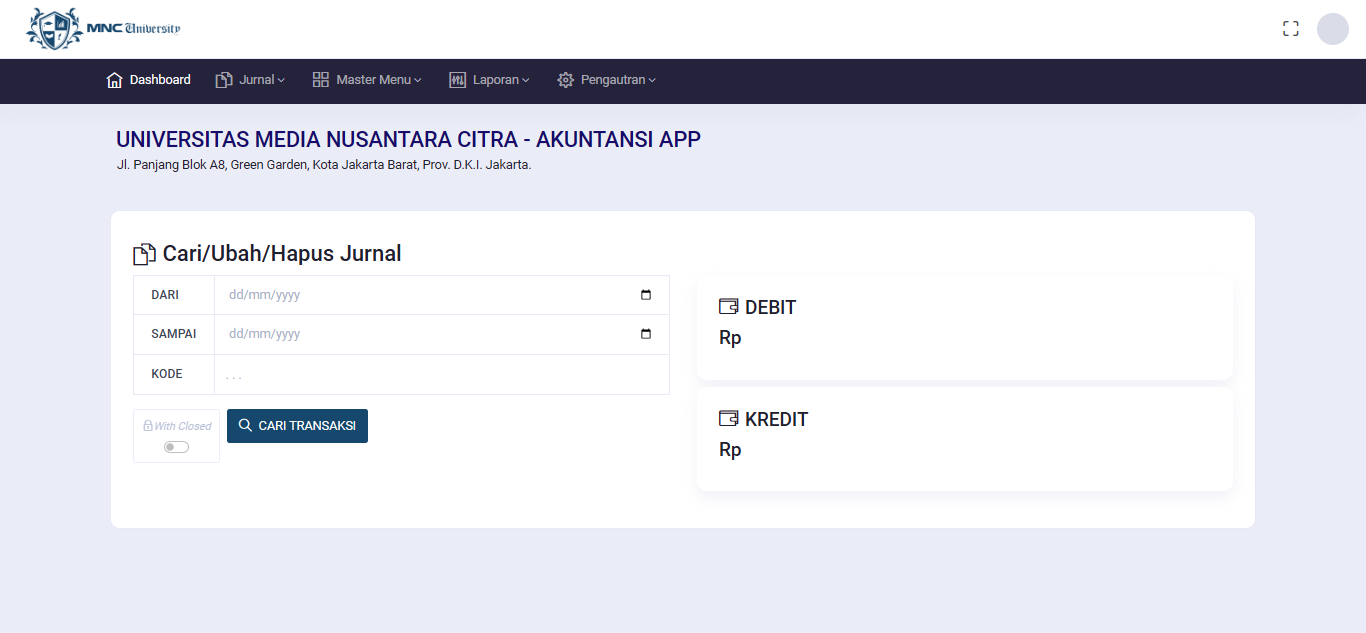 MNC University
Dashboard Jurnal Master Menu Laporan Pengautran
UNIVERSITAS MEDIA NUSANTARA CITRA - AKUNTANSI APP
Jl. Panjang Blok A8, Green Garden, Kota Jakarta Barat, Prov. D.K.I. Jakarta.
Cari/Ubah/Hapus Jurnal
DARI dd/mm/yyyy
SAMPAI dd/mm/yyyy
KODE . . .
With Closed
CARI TRANSAKSI
DEBIT
Rp
KREDIT
Rp